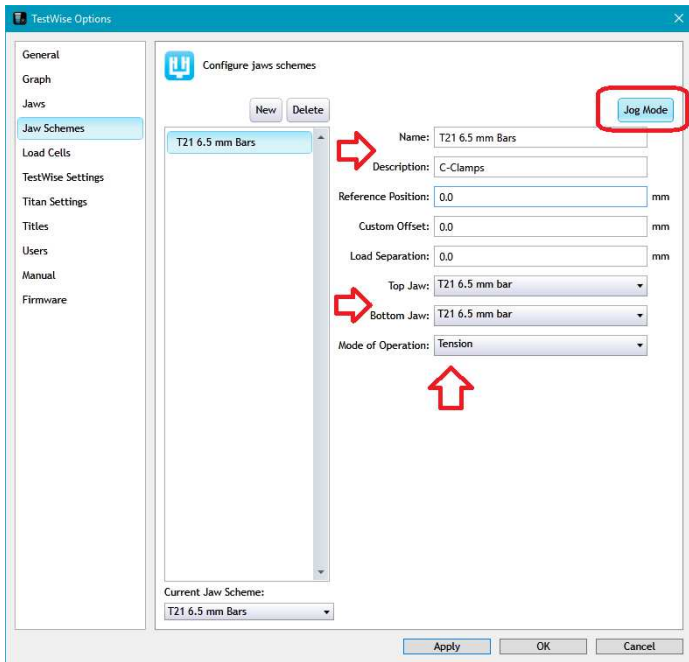 TestWise Options
General
Graph
Jaws
Jaw Schemes
Load Cells
TestWise Settings
Titan Settings
Titles
Users
Manual
Firmware
Configure jaws schemes
New Delete
Jog Mode
T21 6.5 mm Bars
Name: T21 6.5 mm Bars
Description: C-Clamps
Reference Position: 0.0 mm
Custom Offset: 0.0 mm
Load Separation: 0.0 mm
Top Jaw: T21 6.5 mm bar
Bottom Jaw: T21 6.5 mm bar
Mode of Operation: Tension
Current Jaw Scheme:
T21 6.5 mm Bars
Apply OK Cancel